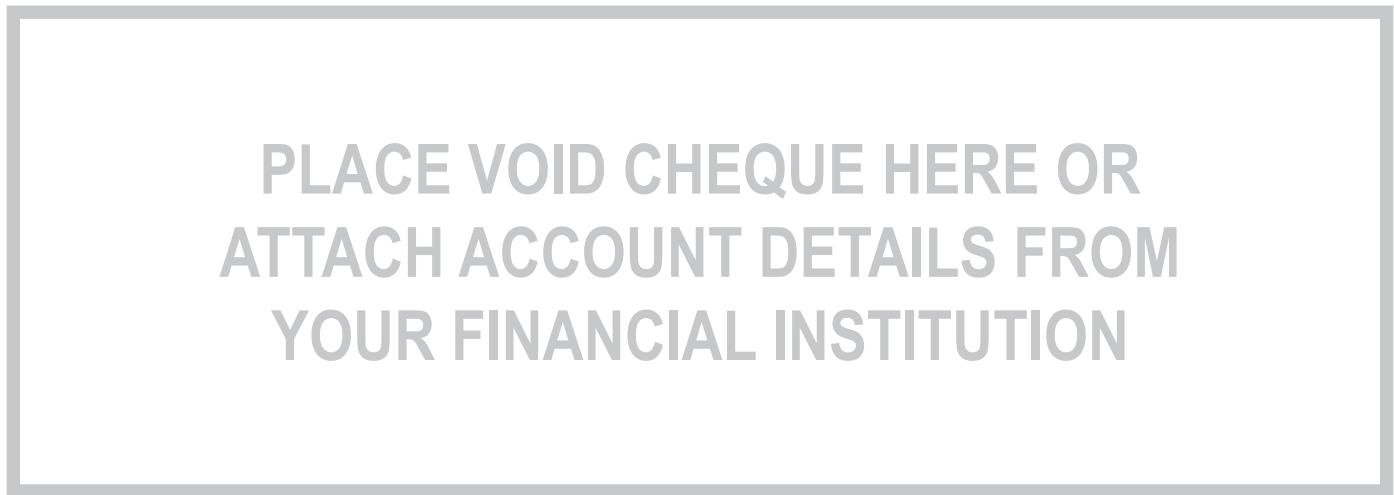 PLACE VOID CHEQUE HERE OR
ATTACH ACCOUNT DETAILS FROM
YOUR FINANCIAL INSTITUTION